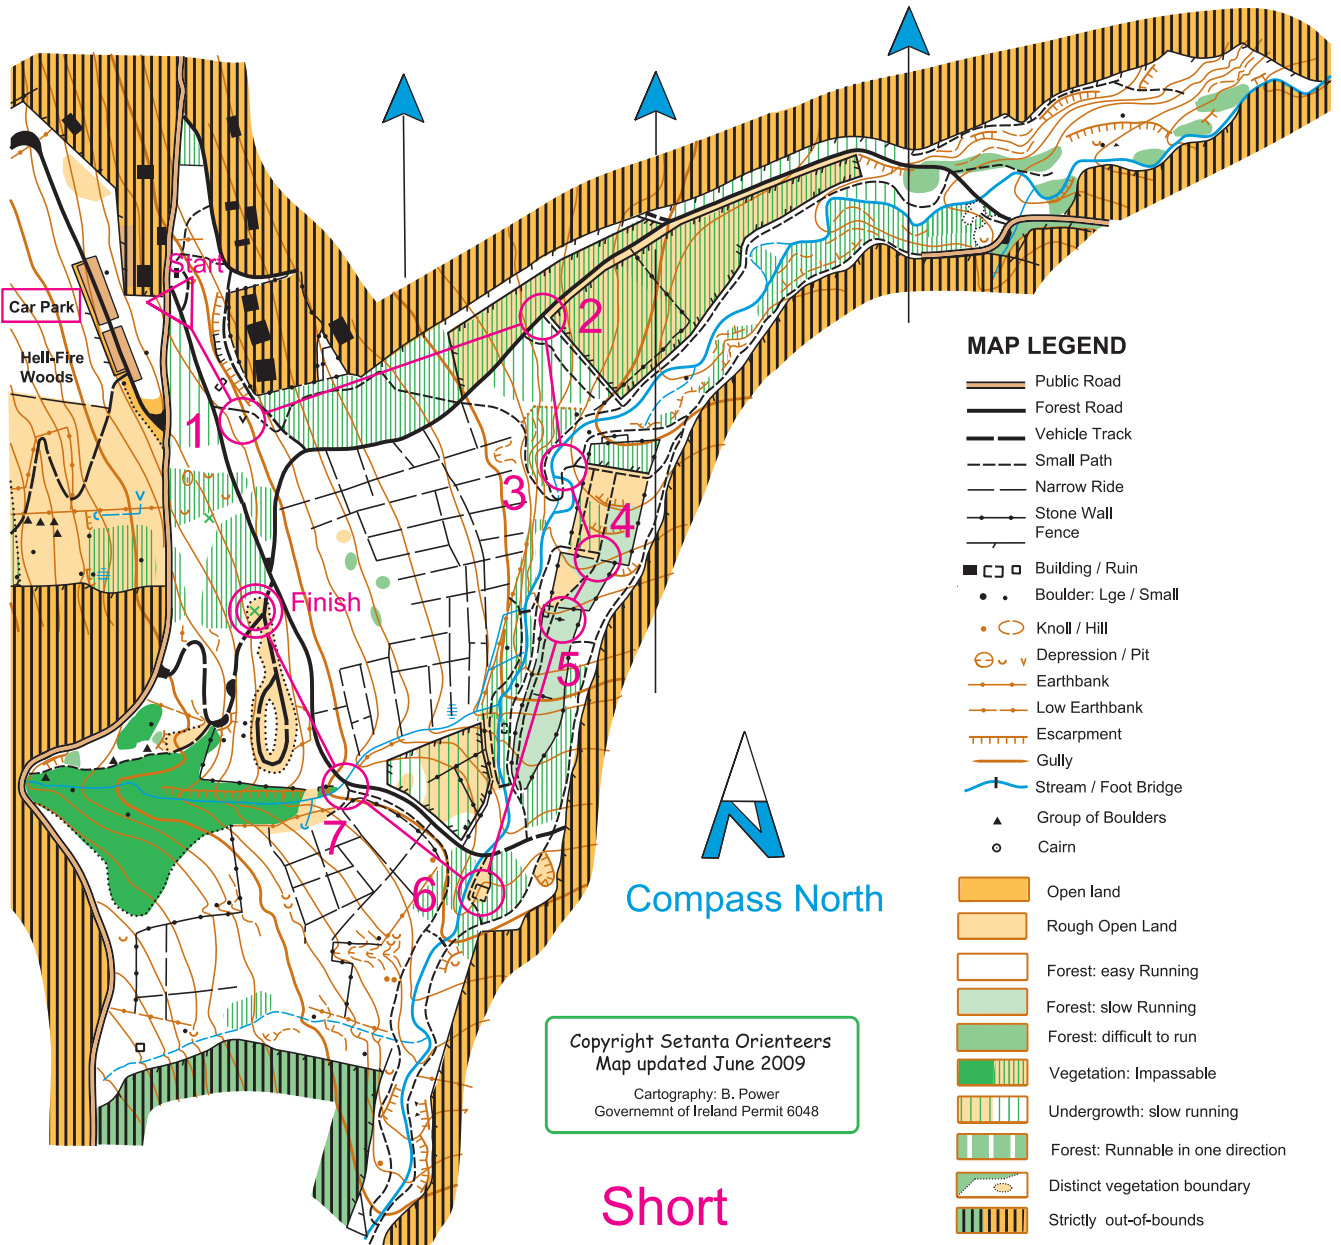 Start
Car Park
Hell-Fire
Woods
1
2
3
4
5
6
7
Finish
MAP LEGEND
Public Road
Forest Road
Vehicle Track
Small Path
Narrow Ride
Stone Wall
Fence
Building / Ruin
Boulder: Lge / Small
Knoll / Hill
Depression / Pit
Earthbank
Low Earthbank
Escarpment
Gully
Stream / Foot Bridge
Group of Boulders
Cairn
Open land
Rough Open Land
Forest: easy Running
Forest: slow Running
Forest: difficult to run
Vegetation: Impassable
Undergrowth: slow running
Forest: Runnable in one direction
Distinct vegetation boundary
Strictly out-of-bounds
N
Compass North
Copyright Setanta Orienteers
Map updated June 2009
Cartography: B. Power
Governemnt of Ireland Permit 6048
Short